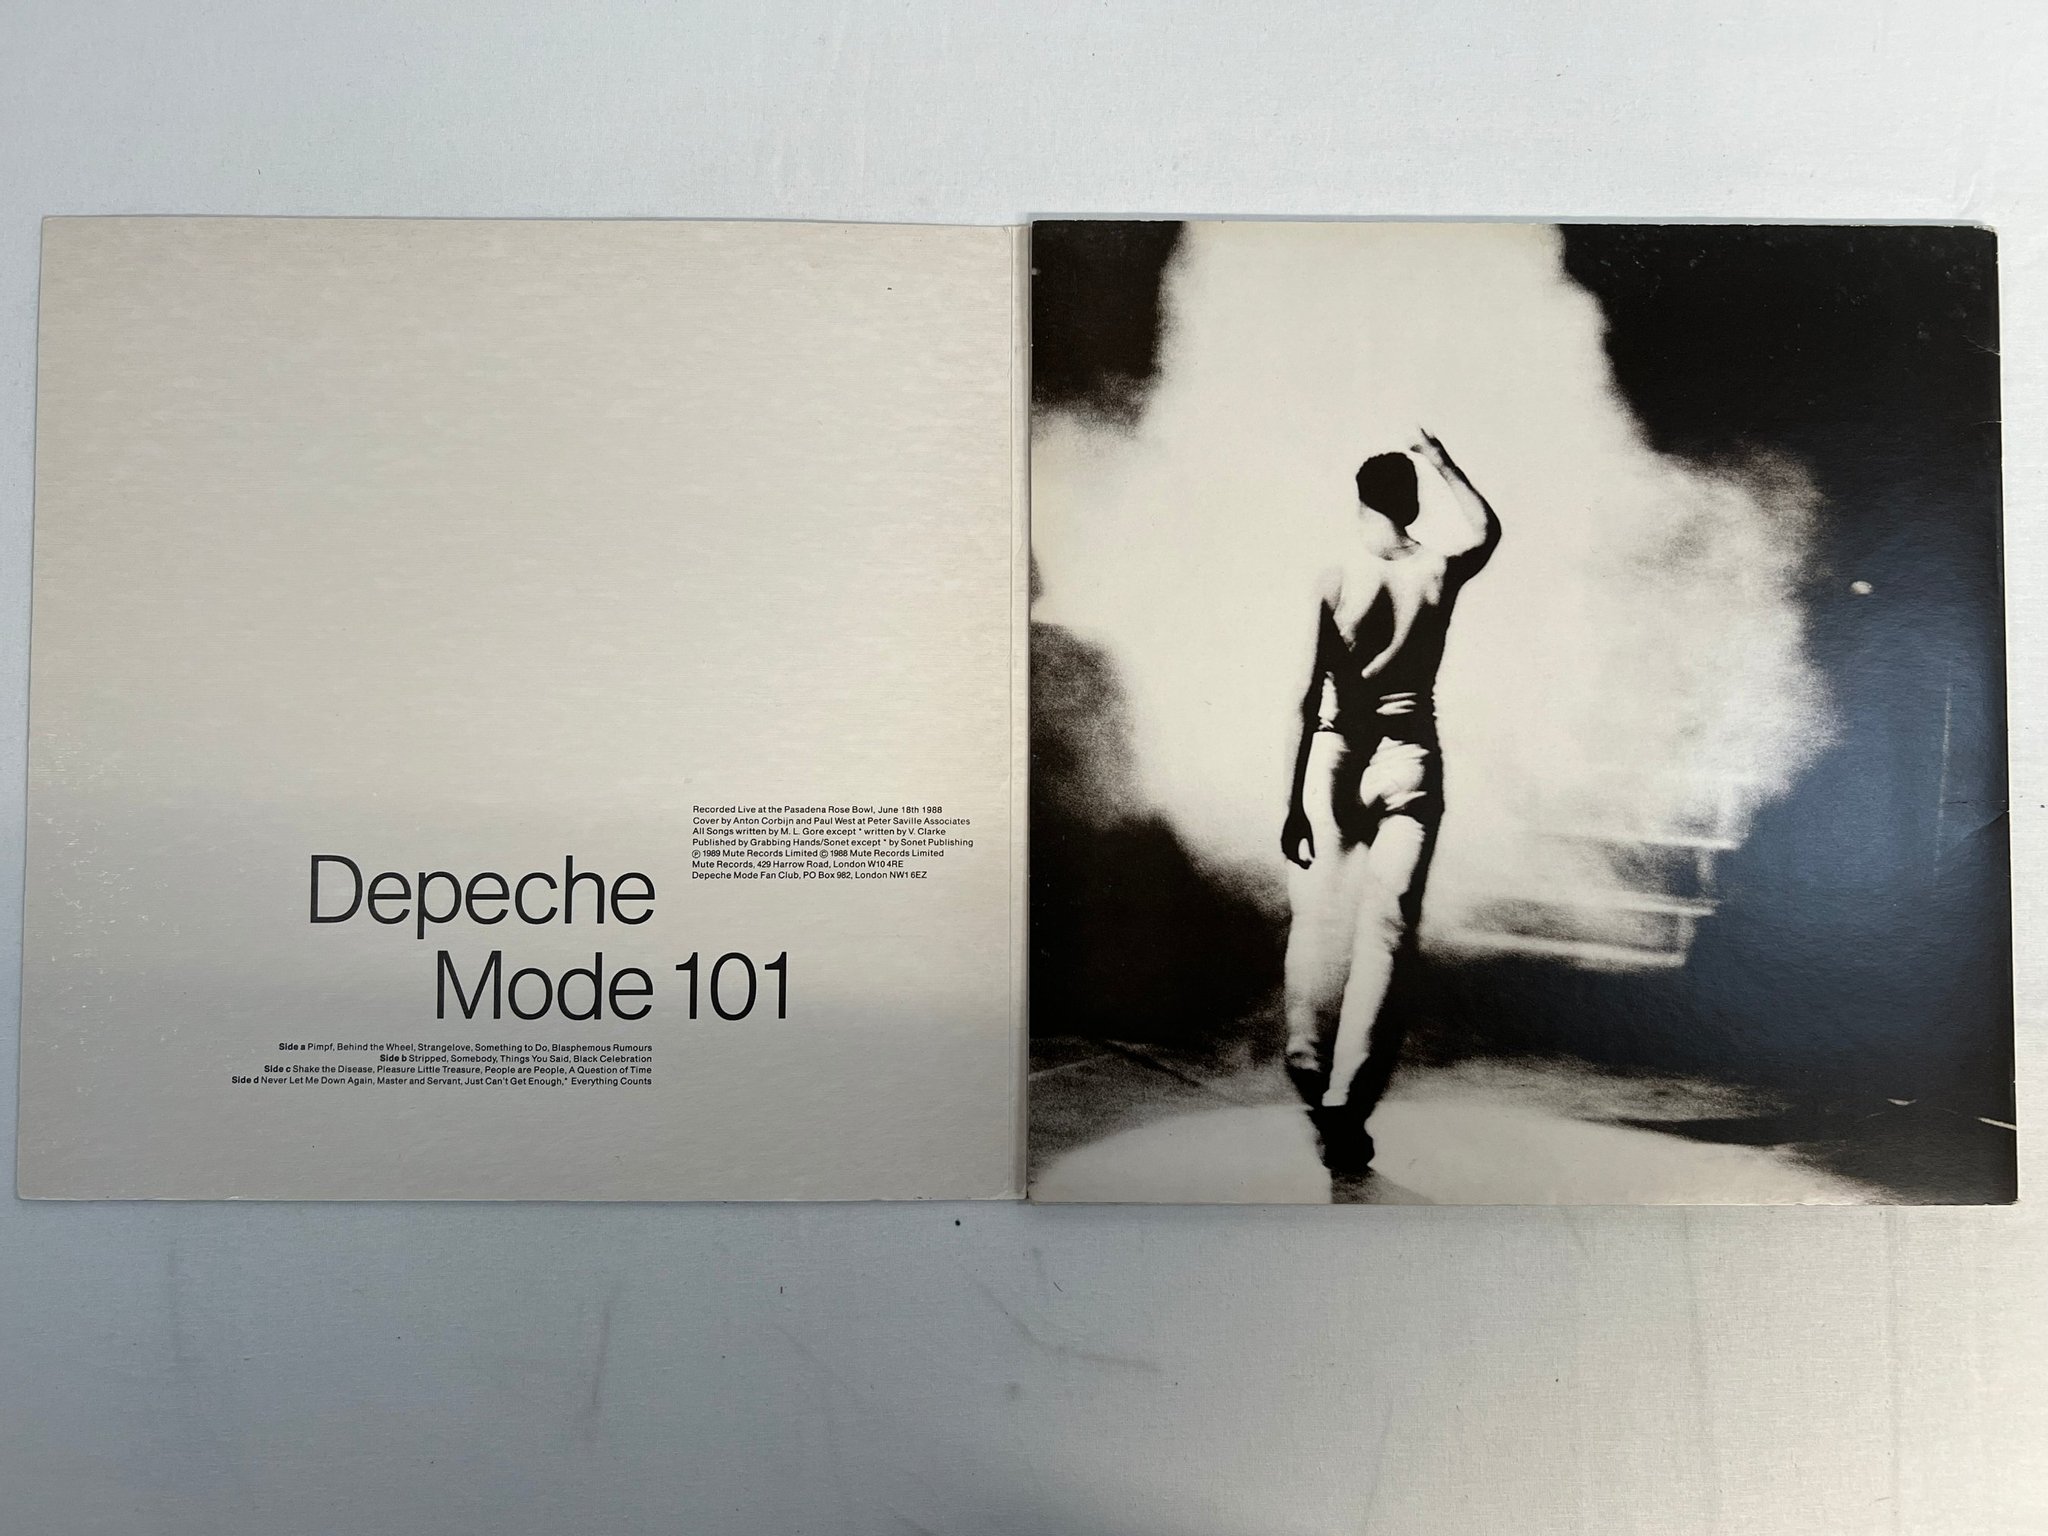 Recorded Live at the Pasadena Rose Bowl, June 18th 1988
Cover by Anton Corbijn and Paul West at Peter Saville Associates
All Songs written by M. L. Gore except * written by V. Clarke
Published by Grabbing Hands/Sonet except * by Sonet Publishing
℗ 1989 Mute Records Limited © 1988 Mute Records Limited
Mute Records, 429 Harrow Road, London W10 4RE
Depeche Mode Fan Club, PO Box 982, London NW1 6EZ
Depeche
Mode 101
Side a Pimpf, Behind the Wheel, Strangelove, Something to Do, Blasphemous Rumours
Side b Stripped, Somebody, Things You Said, Black Celebration
Side c Shake the Disease, Pleasure Little Treasure, People are People, A Question of Time
Side d Never Let Me Down Again, Master and Servant, Just Can't Get Enough,* Everything Counts